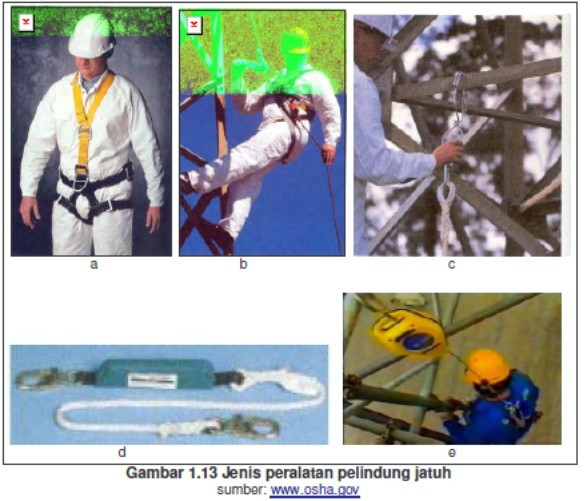 a
b
c
d
e
Gambar 1.13 Jenis peralatan pelindung jatuh
sumber: www.osha.gov